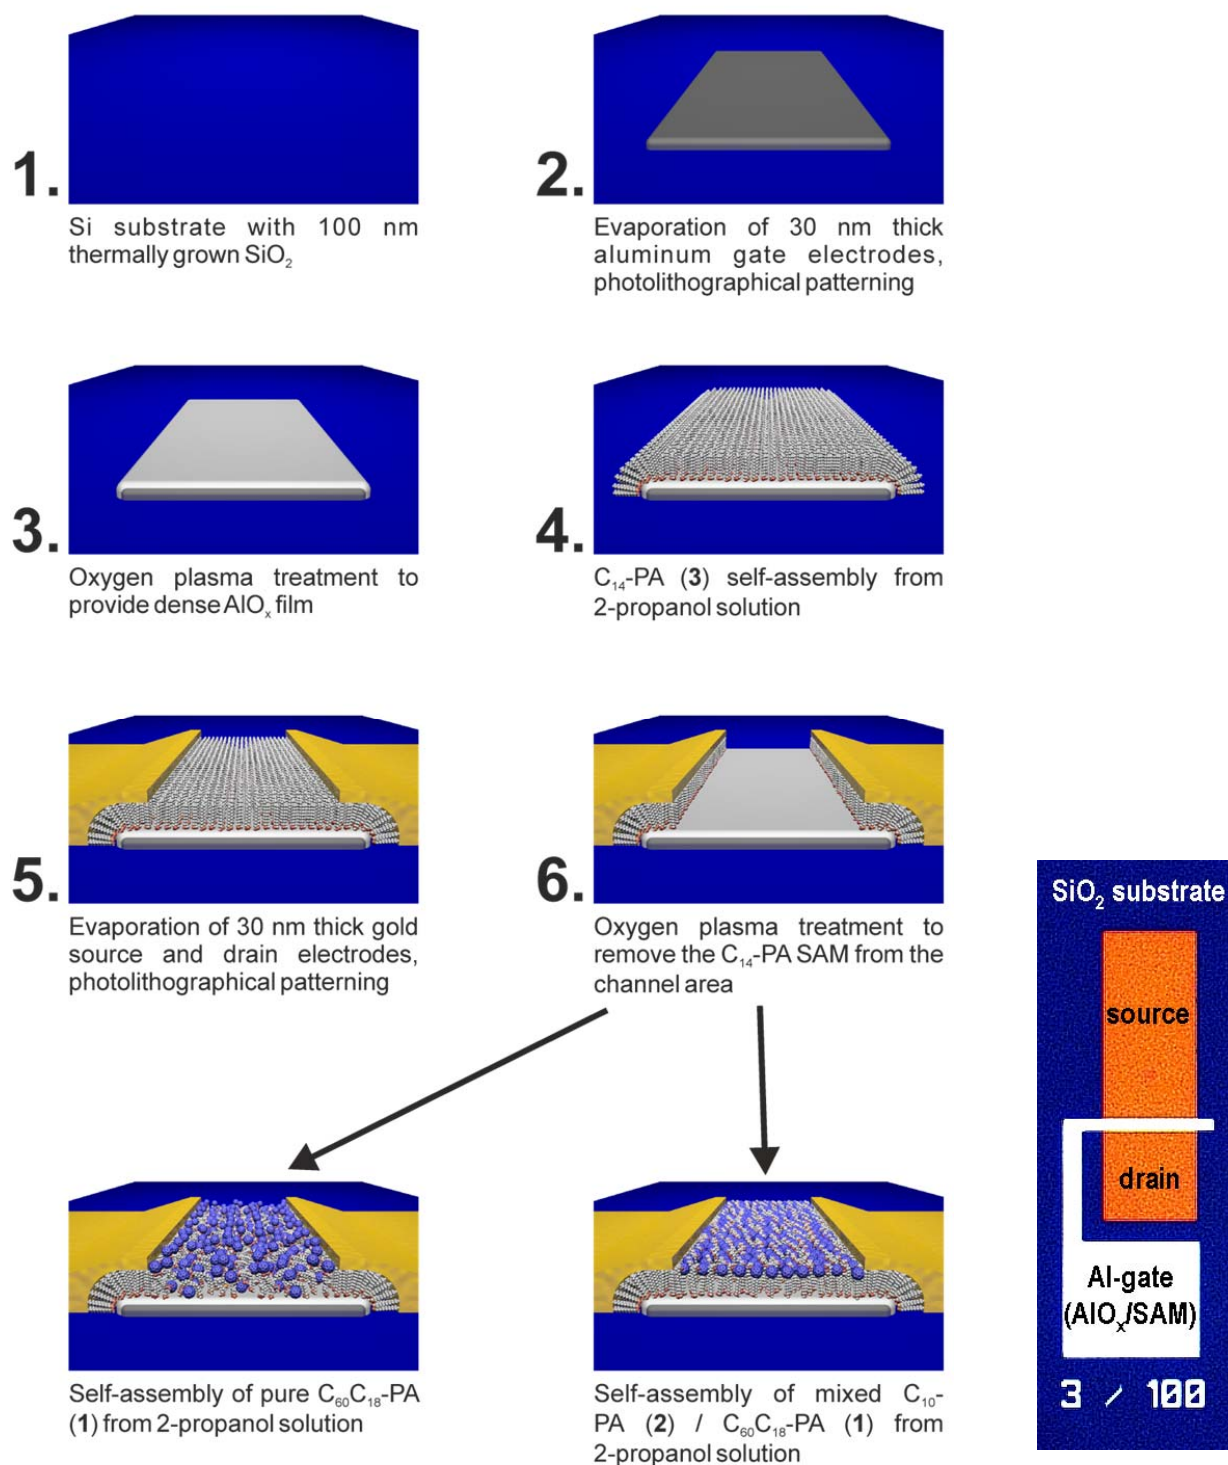 1.
Si substrate with 100 nm
thermally grown SiO₂
2.
Evaporation of 30 nm thick
aluminum gate electrodes,
photolithographical patterning
3.
Oxygen plasma treatment to
provide dense AlOₓ film
4.
C₁₄-PA (3) self-assembly from
2-propanol solution
5.
Evaporation of 30 nm thick gold
source and drain electrodes,
photolithographical patterning
6.
Oxygen plasma treatment to
remove the C₁₄-PA SAM from the
channel area
Self-assembly of pure C₆₀C₁₈-PA
(1) from 2-propanol solution
Self-assembly of mixed C₁₀-
PA (2) / C₆₀C₁₈-PA (1) from
2-propanol solution
SiO₂ substrate
source
drain
Al-gate
(AlOₓ/SAM)
3 / 100